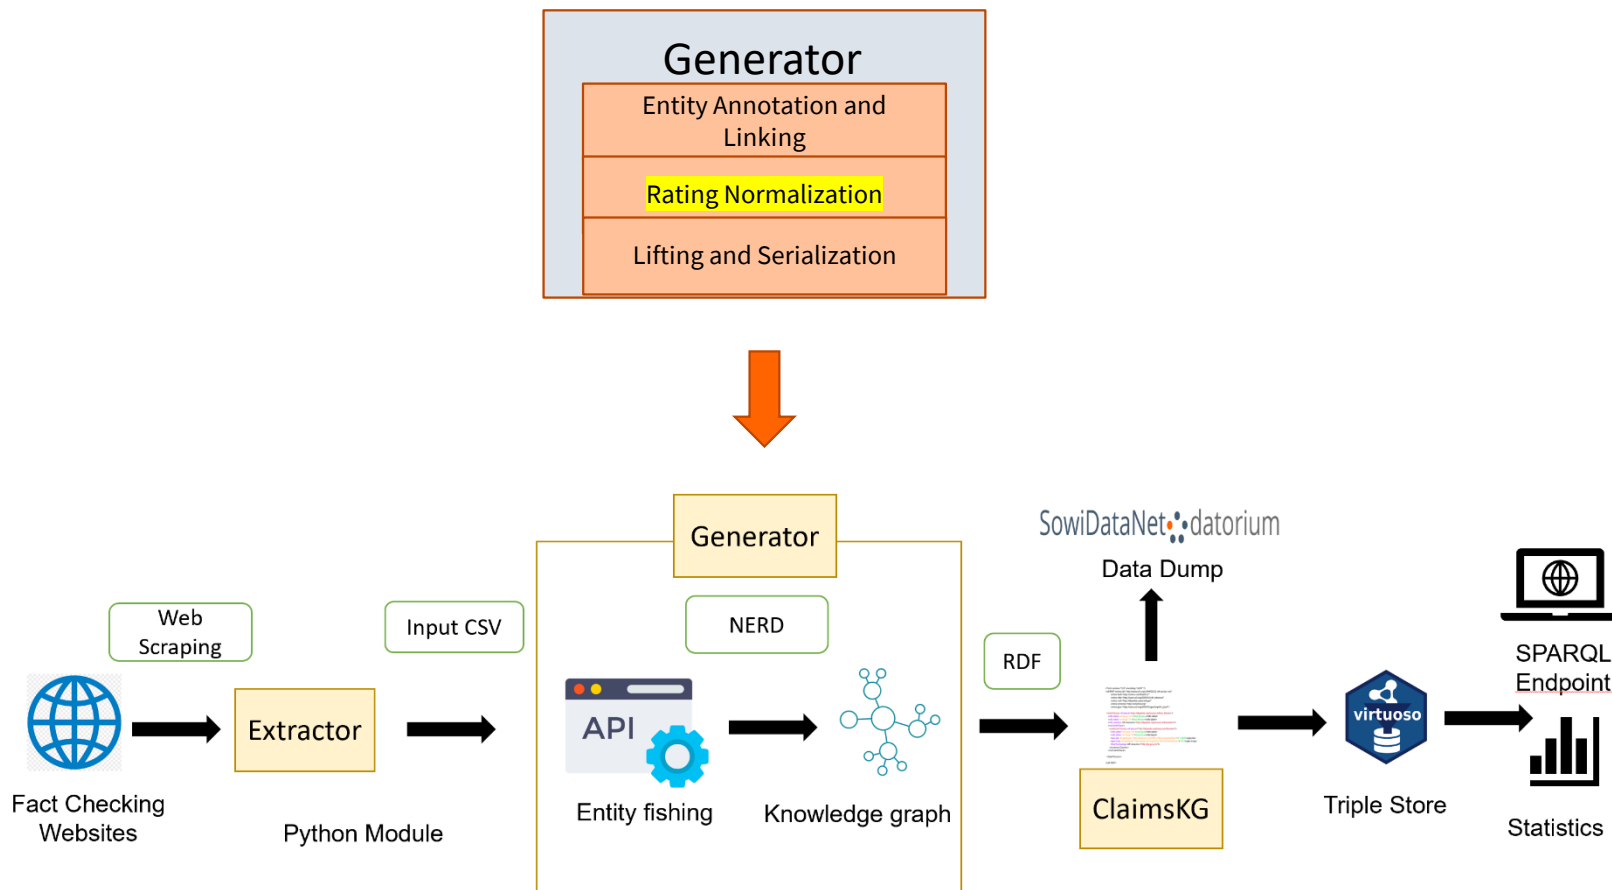 Generator
Entity Annotation and
Linking
Rating Normalization
Lifting and Serialization
Generator
SowiDataNet datorium
Data Dump
Web
Scraping
Input CSV
NERD
RDF
SPARQL
Endpoint
API
virtuoso
Extractor
Fact Checking
Websites
Python Module
Entity fishing
Knowledge graph
ClaimsKG
Triple Store
Statistics